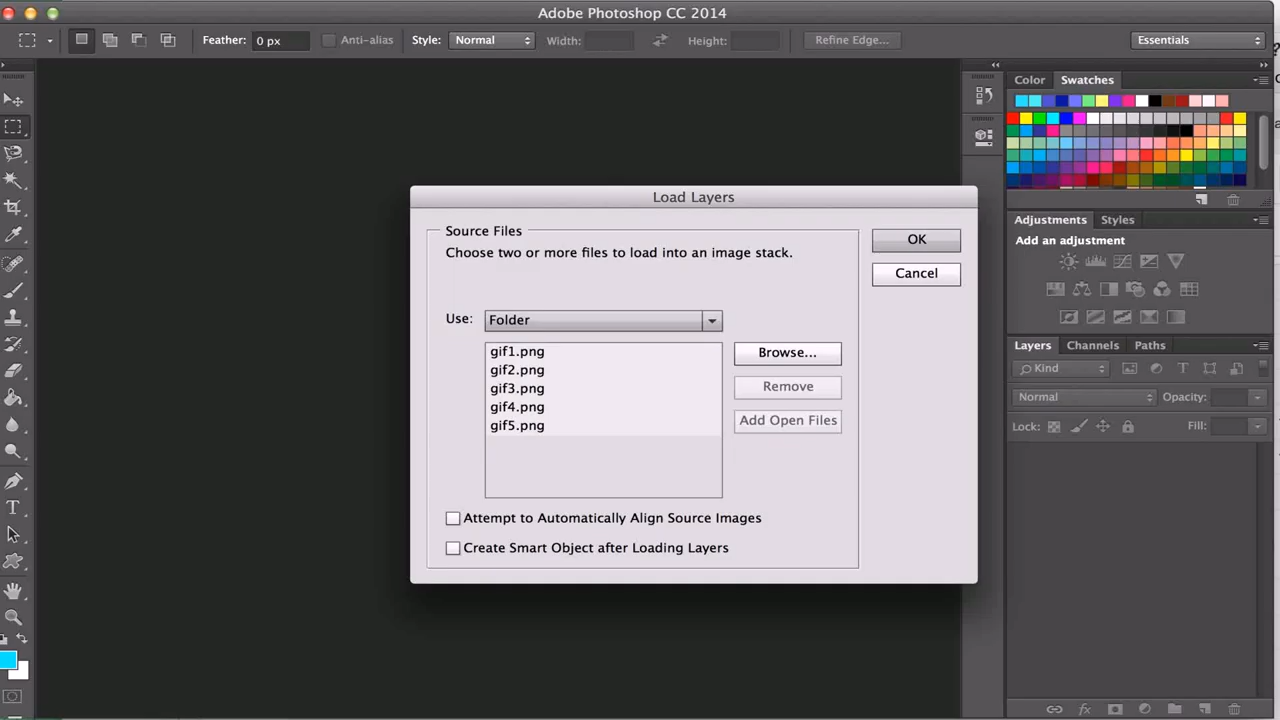 Adobe Photoshop CC 2014
Feather: 0 px Anti-alias Style: Normal Width: Height: Refine Edge... Essentials
Color Swatches
Load Layers
Source Files
Choose two or more files to load into an image stack.
OK
Cancel
Use: Folder
gif1.png
gif2.png
gif3.png
gif4.png
gif5.png
Browse...
Remove
Add Open Files
Attempt to Automatically Align Source Images
Create Smart Object after Loading Layers
Adjustments Styles
Add an adjustment
Layers Channels Paths
Kind
Normal Opacity:
Lock: Fill: